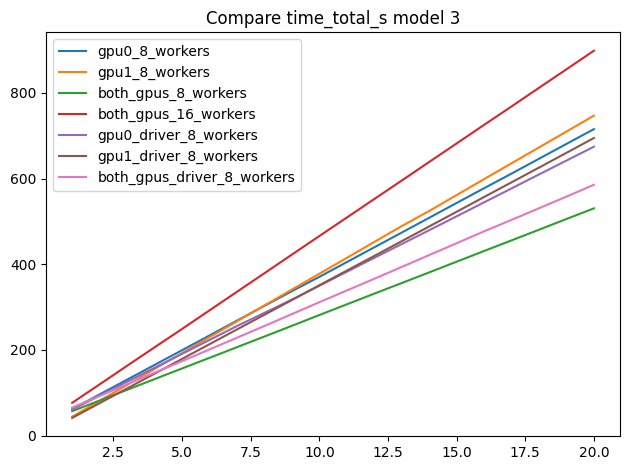 Compare time_total_s model 3
gpu0_8_workers
gpu1_8_workers
both_gpus_8_workers
both_gpus_16_workers
gpu0_driver_8_workers
gpu1_driver_8_workers
both_gpus_driver_8_workers
800
600
400
200
0
2.5 5.0 7.5 10.0 12.5 15.0 17.5 20.0